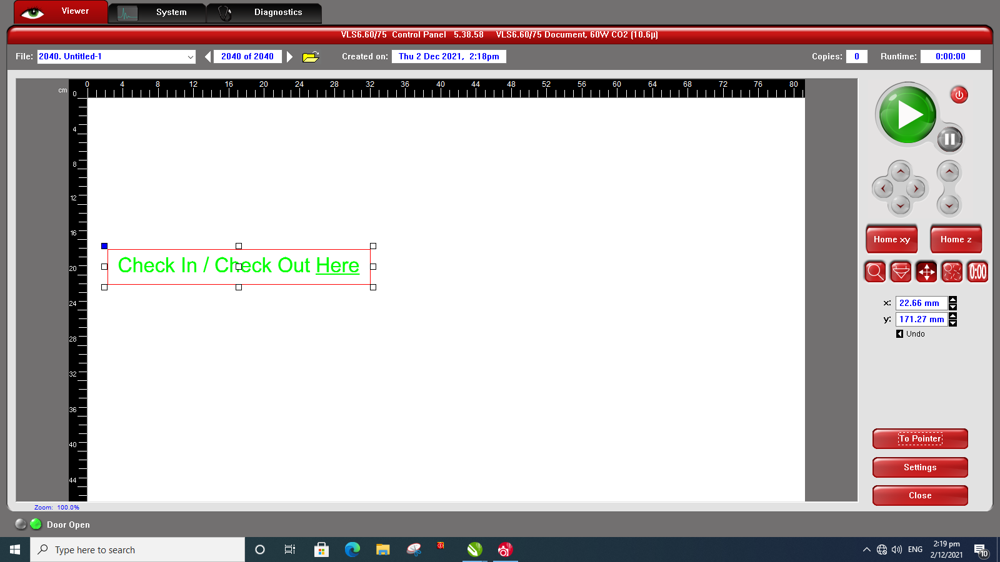 Viewer System Diagnostics
VLS6.60/75 Control Panel 5.38.58 VLS6.60/75 Document, 60W CO2 (10.6µ)
File: 2040. Untitled-1 2040 of 2040 Created on: Thu 2 Dec 2021, 2:18pm Copies: 0 Runtime: 0:00:00
0 4 8 12 16 20 24 28 32 36 40 44 48 52 56 60 64 68 72 76 80
cm
0
4
8
12
16
20
24
28
32
36
40
44
Check In / Check Out Here
Home xy Home z
0:00
x: 22.66 mm
y: 171.27 mm
Undo
To Pointer
Settings
Close
Zoom: 100.0%
Door Open
Type here to search
ENG
2:19 pm
2/12/2021
10